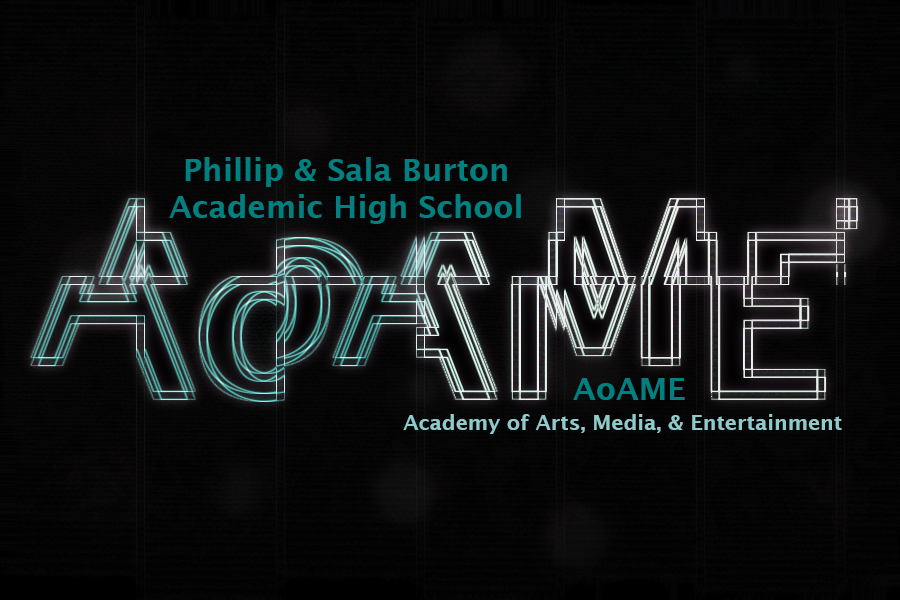 Phillip & Sala Burton
Academic High School
AoAME
AoAME
Academy of Arts, Media, & Entertainment